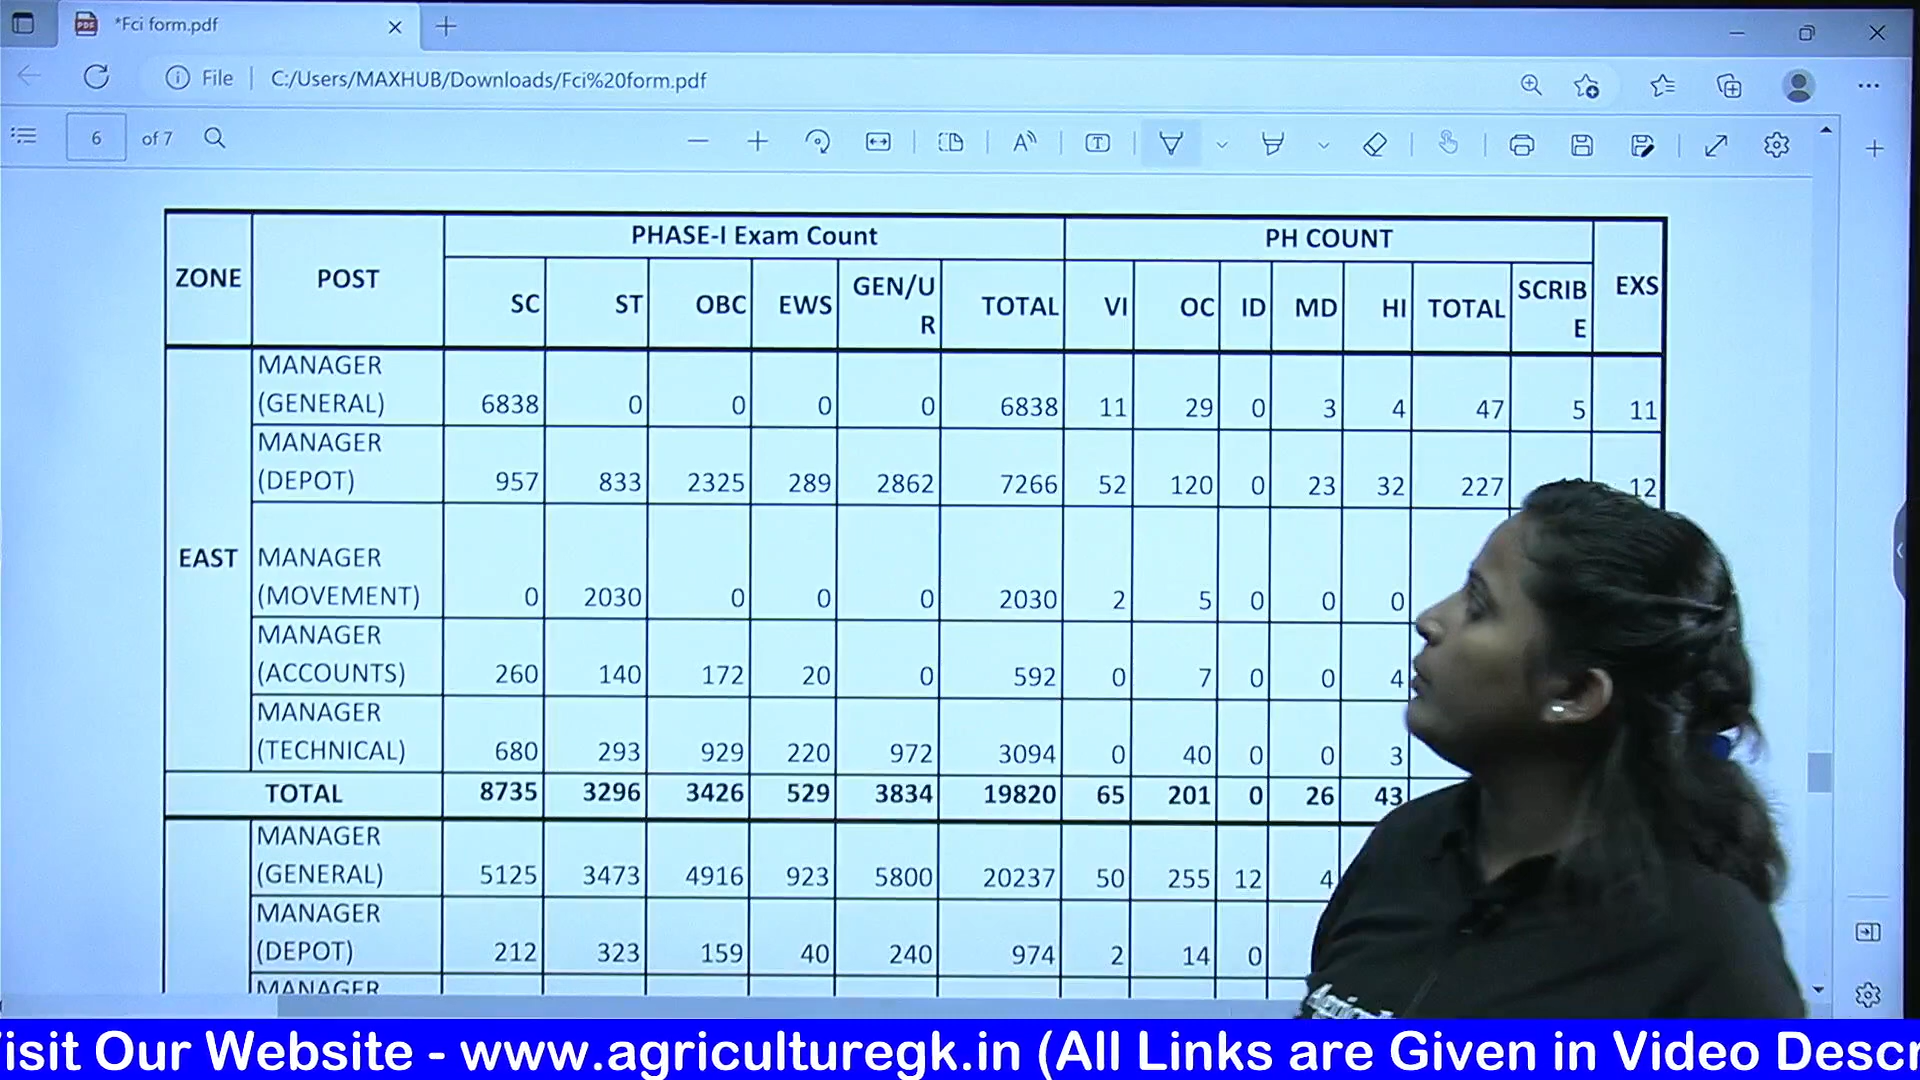 *Fci form.pdf
File C:/Users/MAXHUB/Downloads/Fci%20form.pdf
6 of 7
ZONE POST PHASE-I Exam Count PH COUNT EXS
SC ST OBC EWS GEN/U
R TOTAL VI OC ID MD HI TOTAL SCRIB
E
EAST
MANAGER
(GENERAL) 6838 0 0 0 0 6838 11 29 0 3 4 47 5 11
MANAGER
(DEPOT) 957 833 2325 289 2862 7266 52 120 0 23 32 227 12
MANAGER
(MOVEMENT) 0 2030 0 0 0 2030 2 5 0 0 0
MANAGER
(ACCOUNTS) 260 140 172 20 0 592 0 7 0 0 4
MANAGER
(TECHNICAL) 680 293 929 220 972 3094 0 40 0 0 3
TOTAL 8735 3296 3426 529 3834 19820 65 201 0 26 43
MANAGER
(GENERAL) 5125 3473 4916 923 5800 20237 50 255 12 4
MANAGER
(DEPOT) 212 323 159 40 240 974 2 14 0
MANAGER
isit Our Website - www.agriculturegk.in (All Links are Given in Video Descr